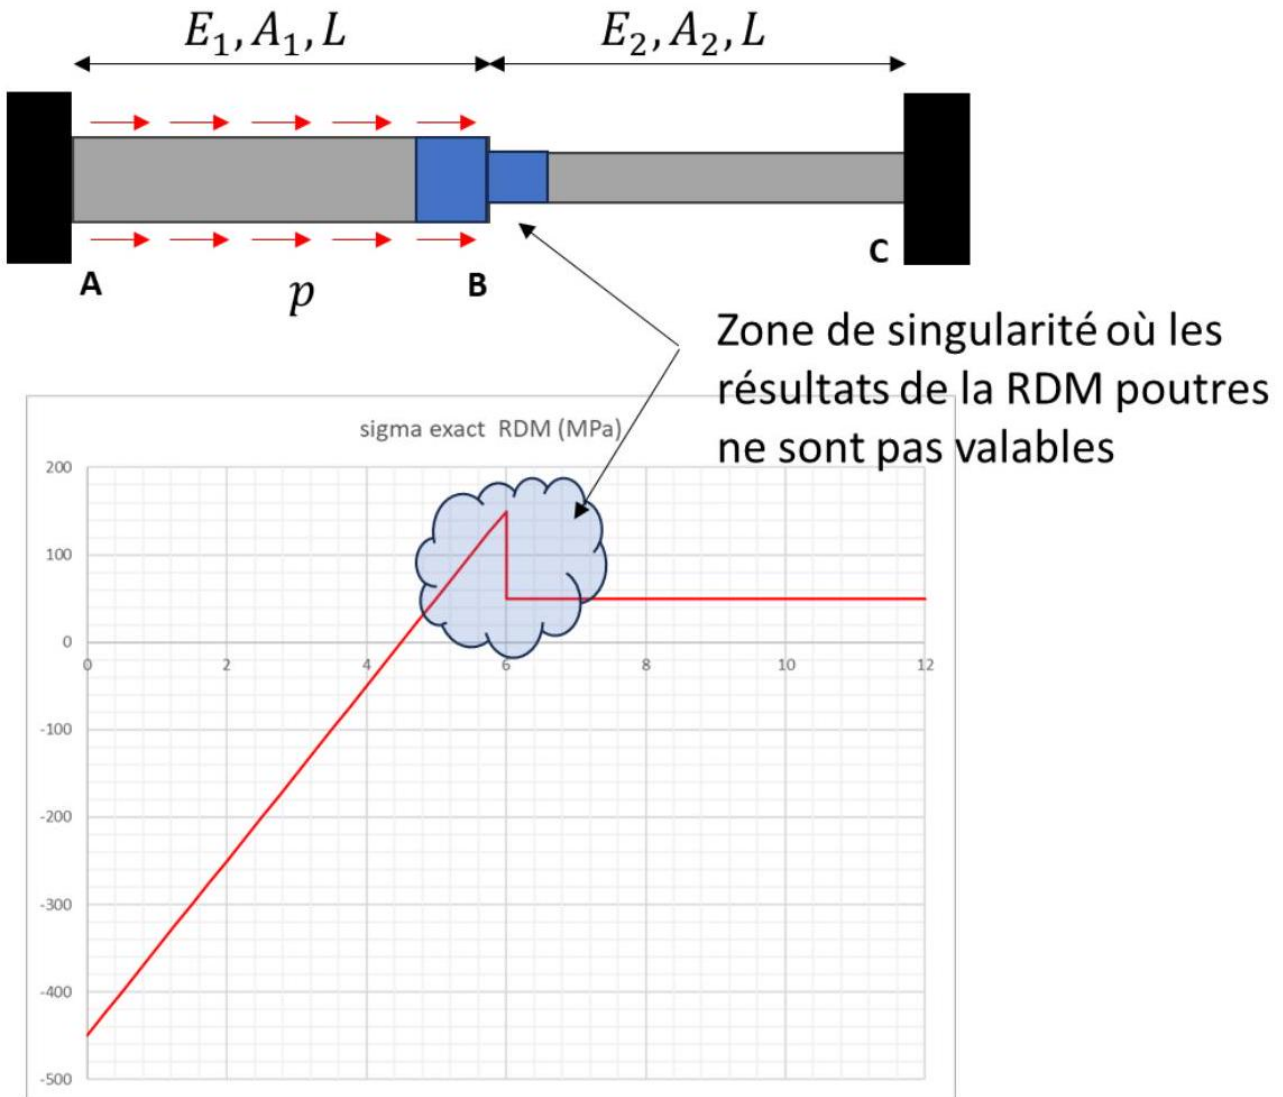 E₁, A₁, L
E₂, A₂, L
A
p
B
C
Zone de singularité où les
résultats de la RDM poutres
ne sont pas valables
sigma exact RDM (MPa)
200
100
0
-100
-200
-300
-400
-500
0
2
4
6
8
10
12